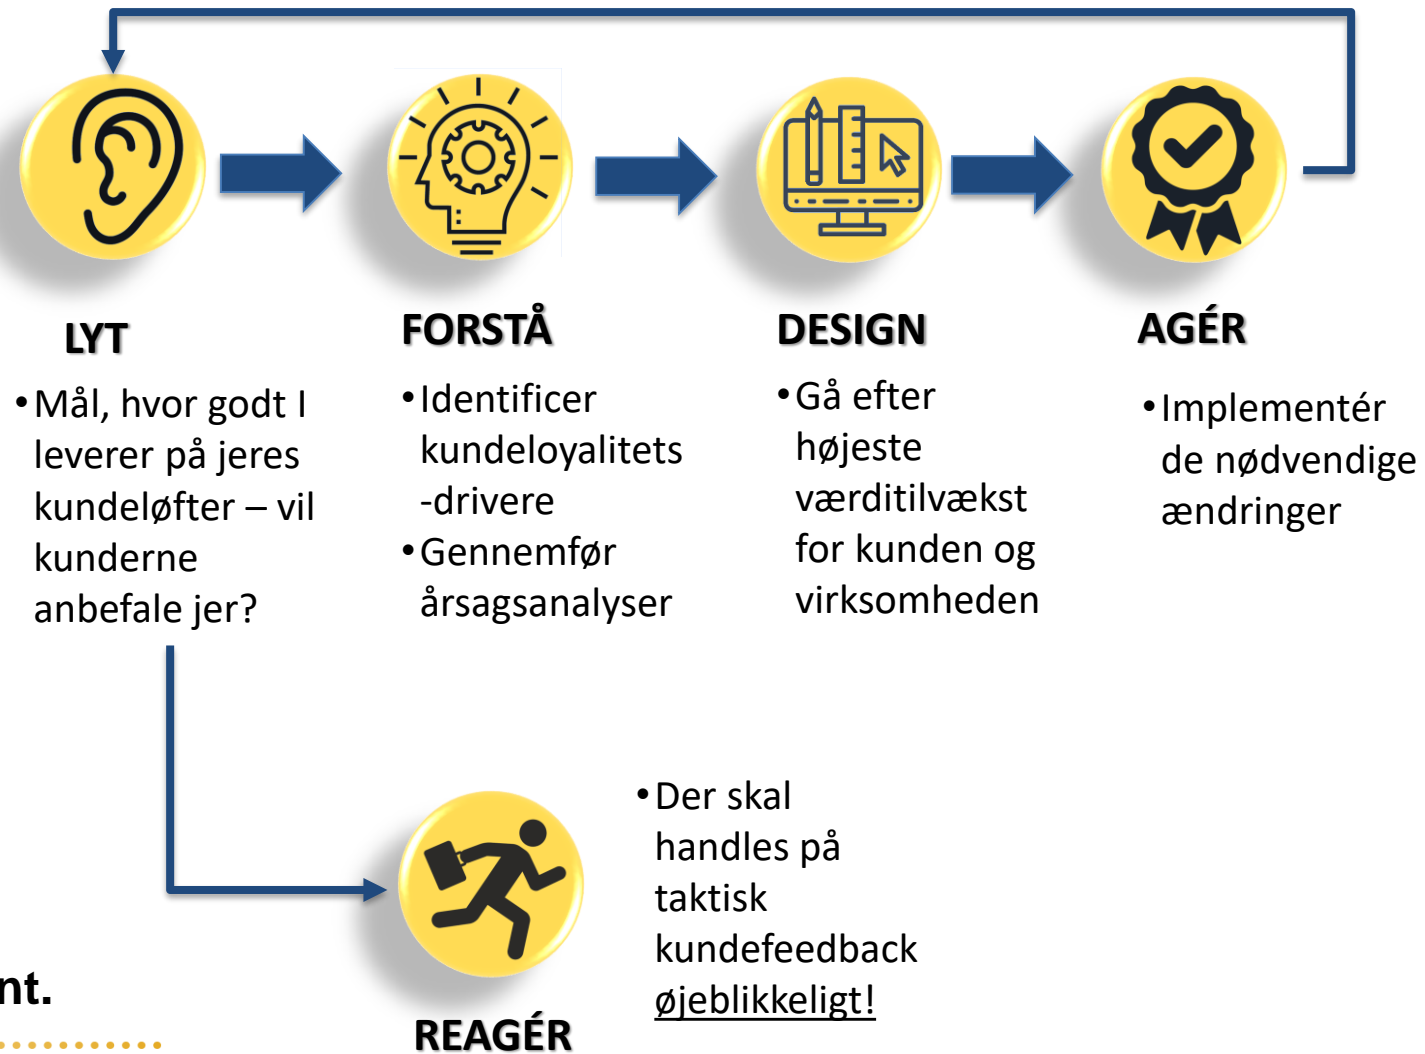 LYT
• Mål, hvor godt I
leverer på jeres
kundeløfter – vil
kunderne
anbefale jer?
FORSTÅ
• Identificer
kundeloyalitets
-drivere
• Gennemfør
årsagsanalyser
DESIGN
• Gå efter
højeste
værditilvækst
for kunden og
virksomheden
AGÉR
• Implementér
de nødvendige
ændringer
REAGÉR
• Der skal
handles på
taktisk
kundefeedback
øjeblikkeligt!
nt.